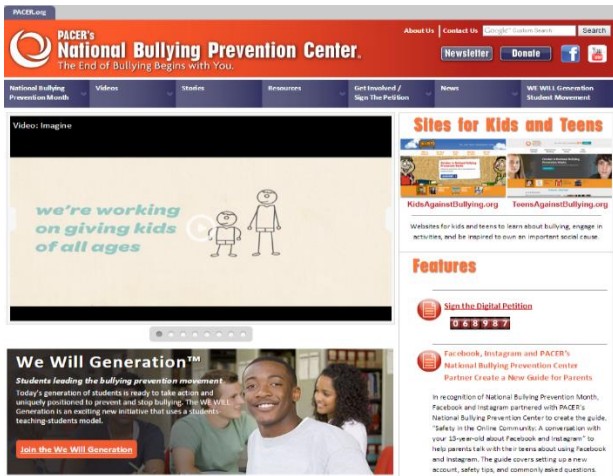 PACER.org
About Us | Contact Us
Google™ Custom Search
Search
PACER's
National Bullying Prevention Center®
The End of Bullying Begins with You.
Newsletter
Donate
f
You
National Bullying
Prevention Month
Videos
Stories
Resources
Get Involved /
Sign The Petition
News
WE WILL Generation
Student Movement
Video: Imagine
we're working
on giving kids
of all ages
Sites for Kids and Teens
KidsAgainstBullying.org
TeensAgainstBullying.org
Websites for kids and teens to learn about bullying, engage in
activities, and be inspired to own an important social cause.
Features
Sign the Digital Petition
068987
Facebook, Instagram and PACER's
National Bullying Prevention Center
Partner Create a New Guide for Parents
In recognition of National Bullying Prevention Month,
Facebook and Instagram partnered with PACER's
National Bullying Prevention Center to create the guide,
"Safety in the Online Community: A conversation with
your 13-year-old about Facebook and Instagram" to
help parents talk with their teens about using Facebook
and Instagram. The guide covers setting up a new
account, safety tips, and commonly asked questions.
We Will Generation™
Students leading the bullying prevention movement
Today's generation of students is ready to take action and
uniquely positioned to prevent and stop bullying. The WE WILL
Generation is an exciting new initiative that uses a students-
teaching-students model.
Join the We Will Generation